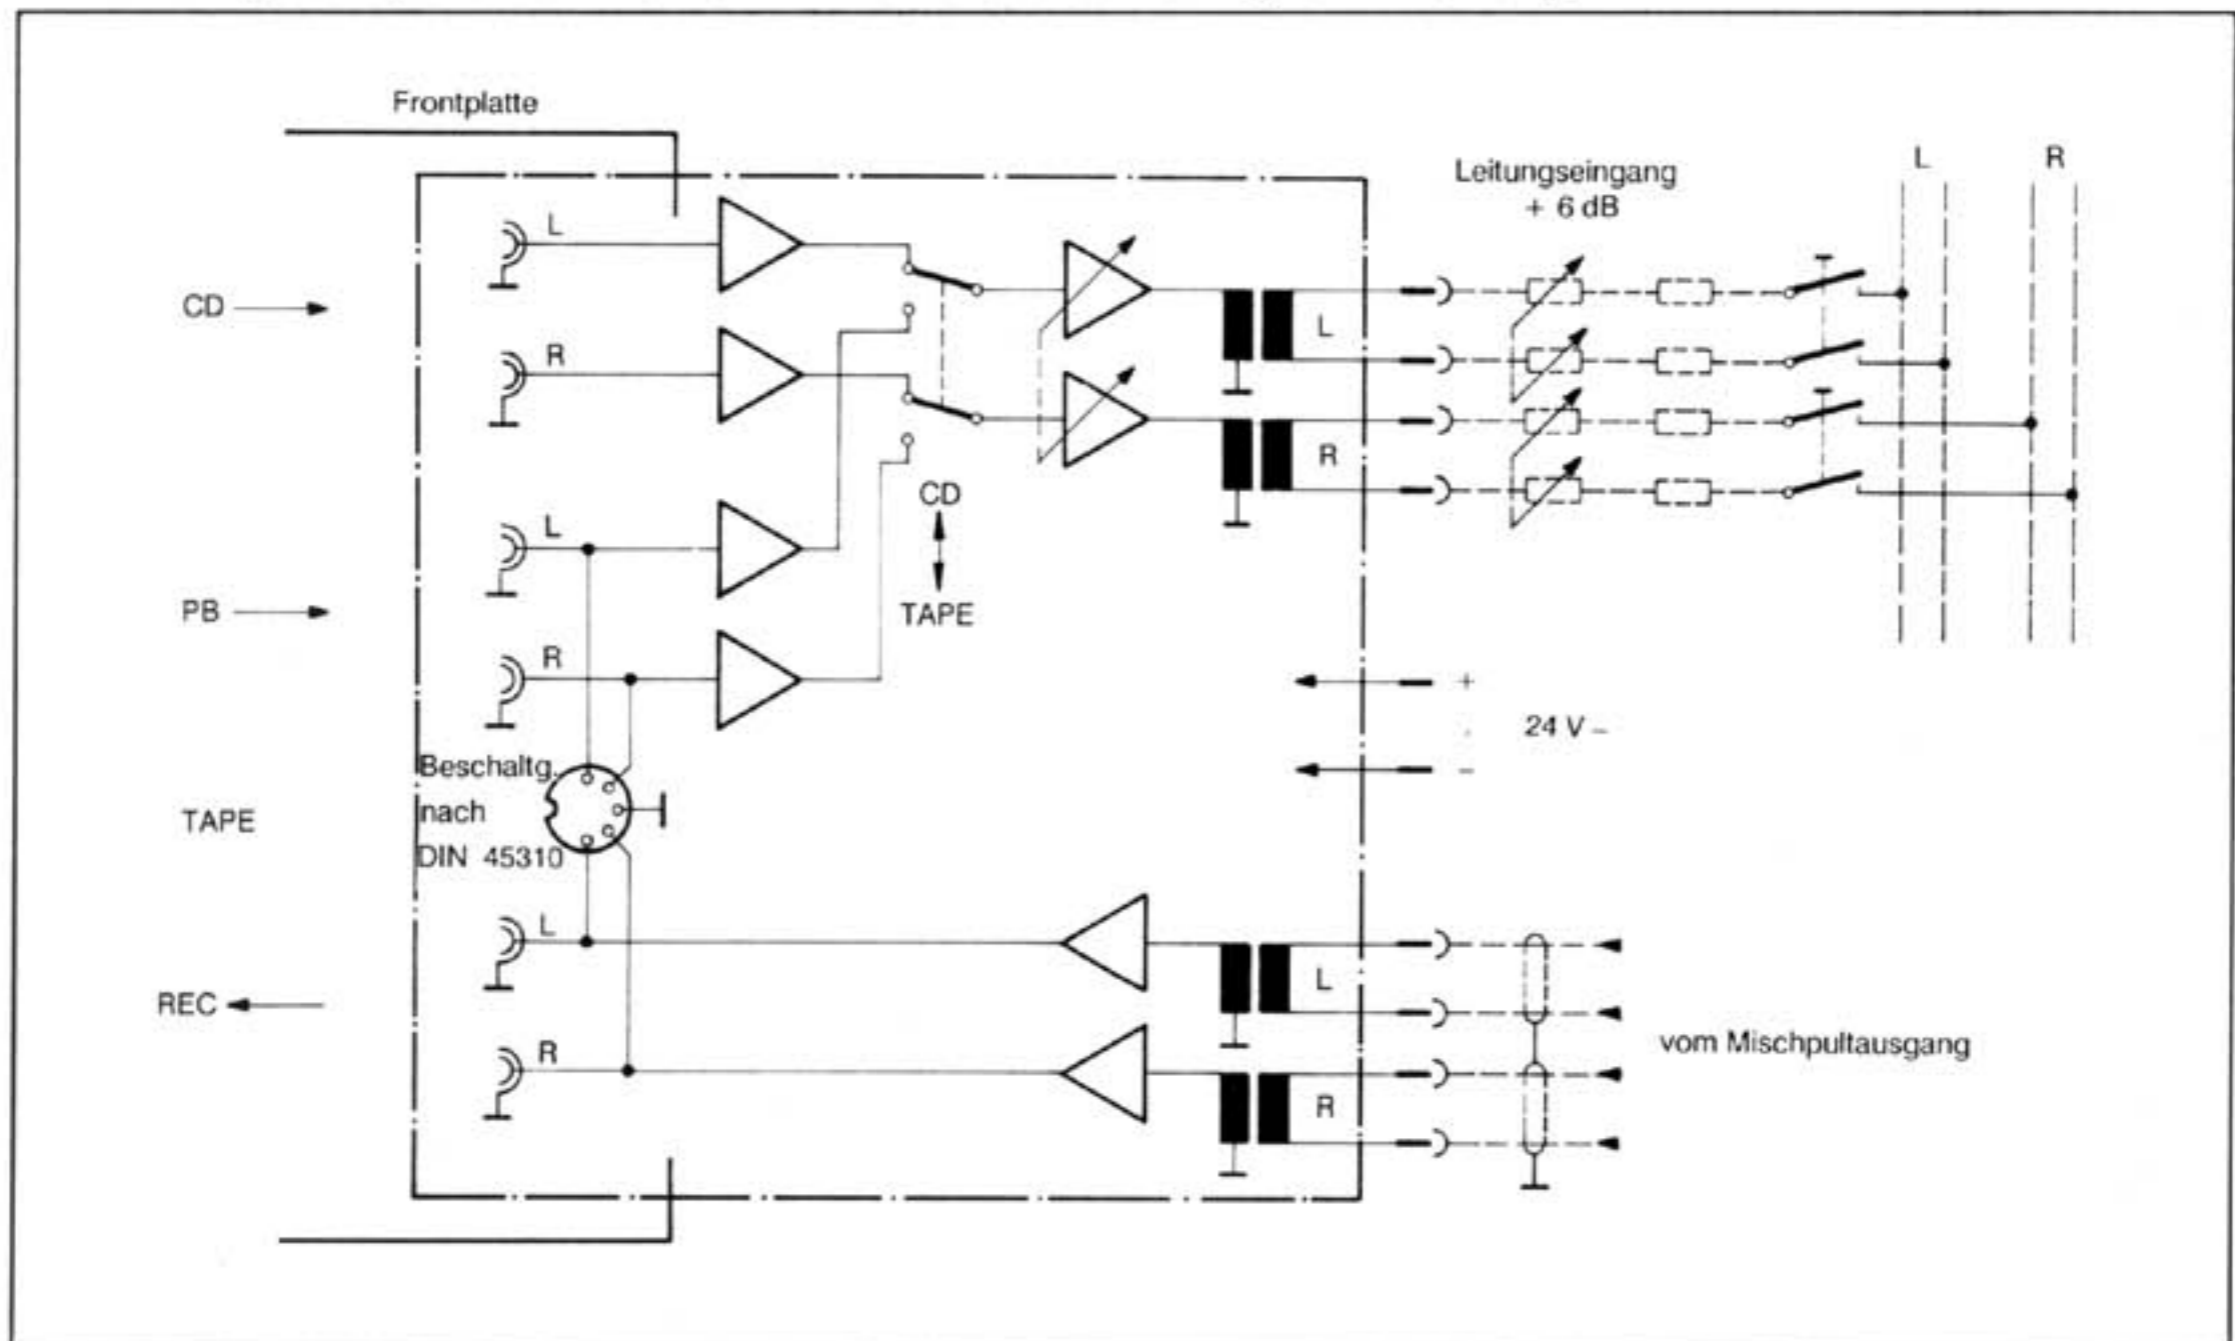 Frontplatte
Leitungseingang
+ 6 dB
L
R
L
CD
R
L
R
CD
TAPE
L
PB
R
+
24 V –
–
Beschaltg.
nach
DIN 45310
TAPE
L
L
REC
R
R
vom Mischpultausgang